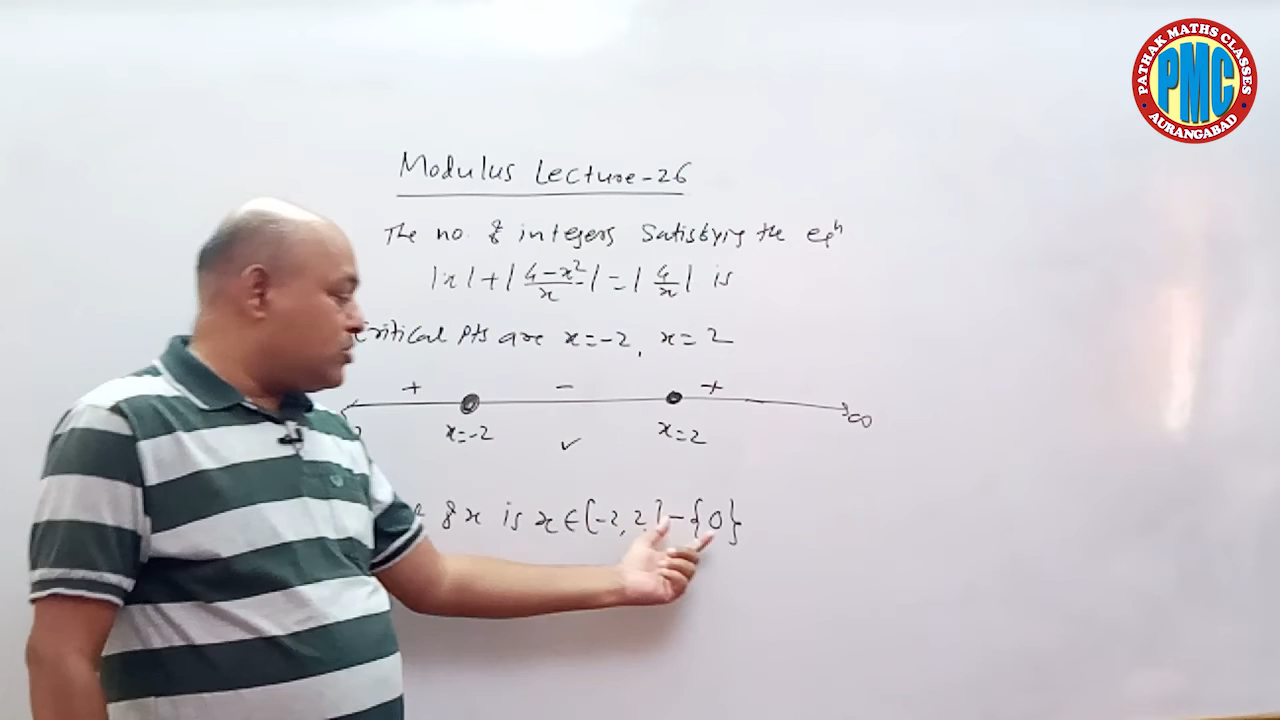 PATHAK MATHS CLASSES
PMC
AURANGABAD
Modulus Lecture-26
The no. of integers satisfying the eqn
|x| + |(4-x²)/x| = |4/x| is
critical pts are x=-2, x=2
+ - +
∞
x=-2 ✓ x=2
of x is x∈[-2,2]-{0}